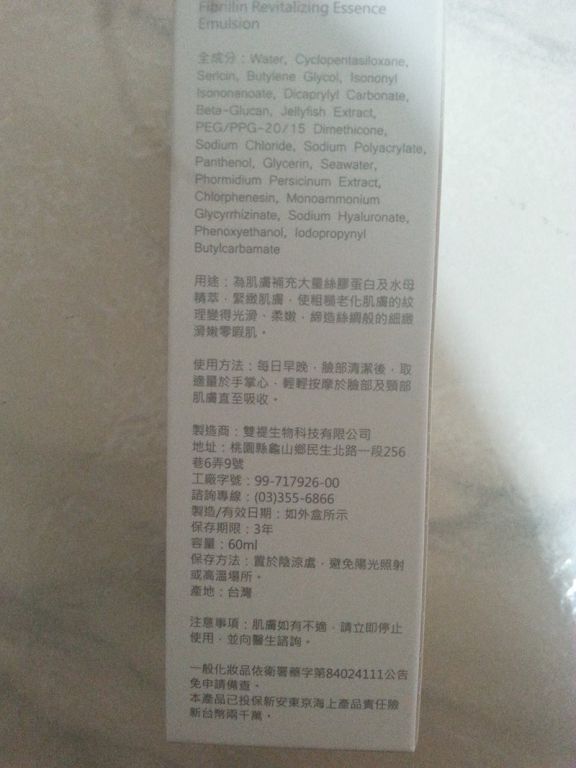 Fibrillin Revitalizing Essence
Emulsion
全成分：Water, Cyclopentasiloxane,
Sericin, Butylene Glycol, Isononyl
Isononanoate, Dicaprylyl Carbonate,
Beta-Glucan, Jellyfish Extract,
PEG/PPG-20/15 Dimethicone,
Sodium Chloride, Sodium Polyacrylate,
Panthenol, Glycerin, Seawater,
Phormidium Persicinum Extract,
Chlorphenesin, Monoammonium
Glycyrrhizinate, Sodium Hyaluronate,
Phenoxyethanol, Iodopropynyl
Butylcarbamate
用途：為肌膚補充大量絲膠蛋白及水母
精萃，緊緻肌膚，使粗糙老化肌膚的紋
理變得光滑、柔嫩，締造絲綢般的細緻
滑嫩零瑕肌。
使用方法：每日早晚，臉部清潔後，取
適量於手掌心，輕輕按摩於臉部及頸部
肌膚直至吸收。
製造商：雙褆生物科技有限公司
地址：桃園縣龜山鄉民生北路一段256
巷6弄9號
工廠字號：99-717926-00
諮詢專線：(03)355-6866
製造/有效日期：如外盒所示
保存期限：3年
容量：60ml
保存方法：置於陰涼處，避免陽光照射
或高溫場所。
產地：台灣
注意事項：肌膚如有不適，請立即停止
使用，並向醫生諮詢。
一般化妝品依衛署藥字第84024111公告
免申請備查。
本產品已投保新安東京海上產品責任險
新台幣兩千萬。